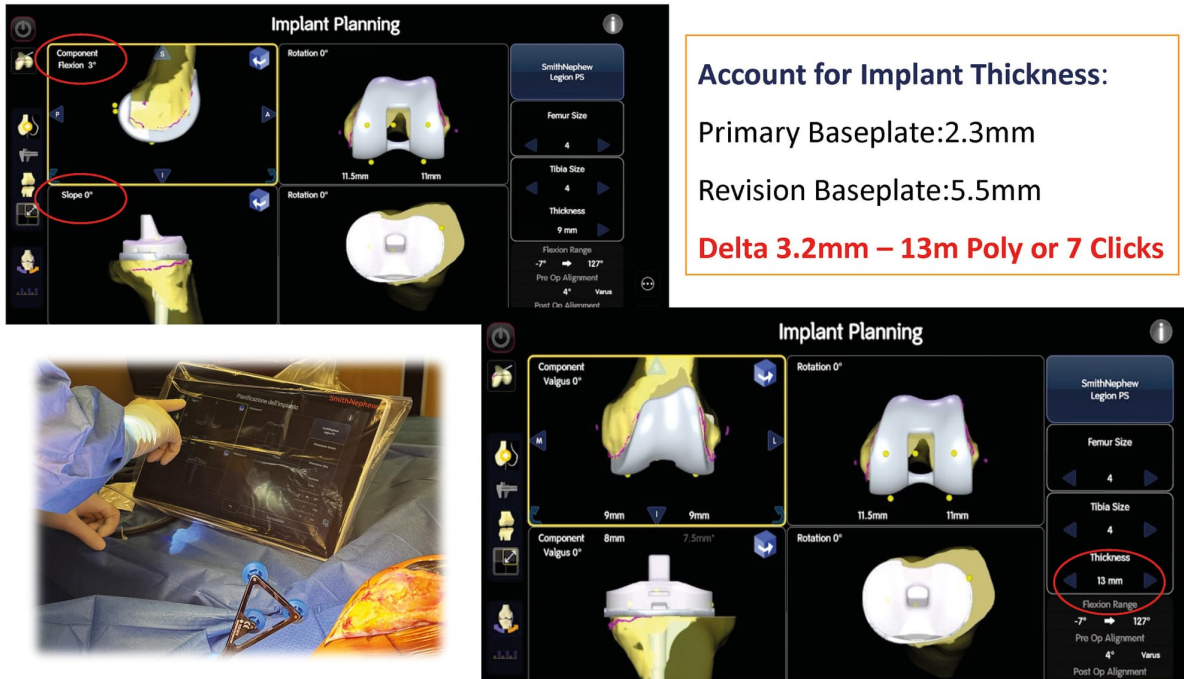 Implant Planning
Component
Flexion 3°
S
P
A
I
Rotation 0°
11.5mm 11mm
SmithNephew
Legion PS
Femur Size
4
Tibia Size
4
Thickness
9 mm
Flexion Range
-7° 127°
Pre Op Alignment
4° Varus
Post Op Alignment
Slope 0°
Rotation 0°
Account for Implant Thickness:
Primary Baseplate:2.3mm
Revision Baseplate:5.5mm
Delta 3.2mm – 13m Poly or 7 Clicks
Pianificazione dell'impianto
SmithNephew
Implant Planning
Component
Valgus 0°
S
M
L
I
9mm 9mm
Rotation 0°
11.5mm 11mm
SmithNephew
Legion PS
Femur Size
4
Tibia Size
4
Thickness
13 mm
Flexion Range
-7° 127°
Pre Op Alignment
4° Varus
Post Op Alignment
Component 8mm 7.5mm°
Valgus 0°
Rotation 0°